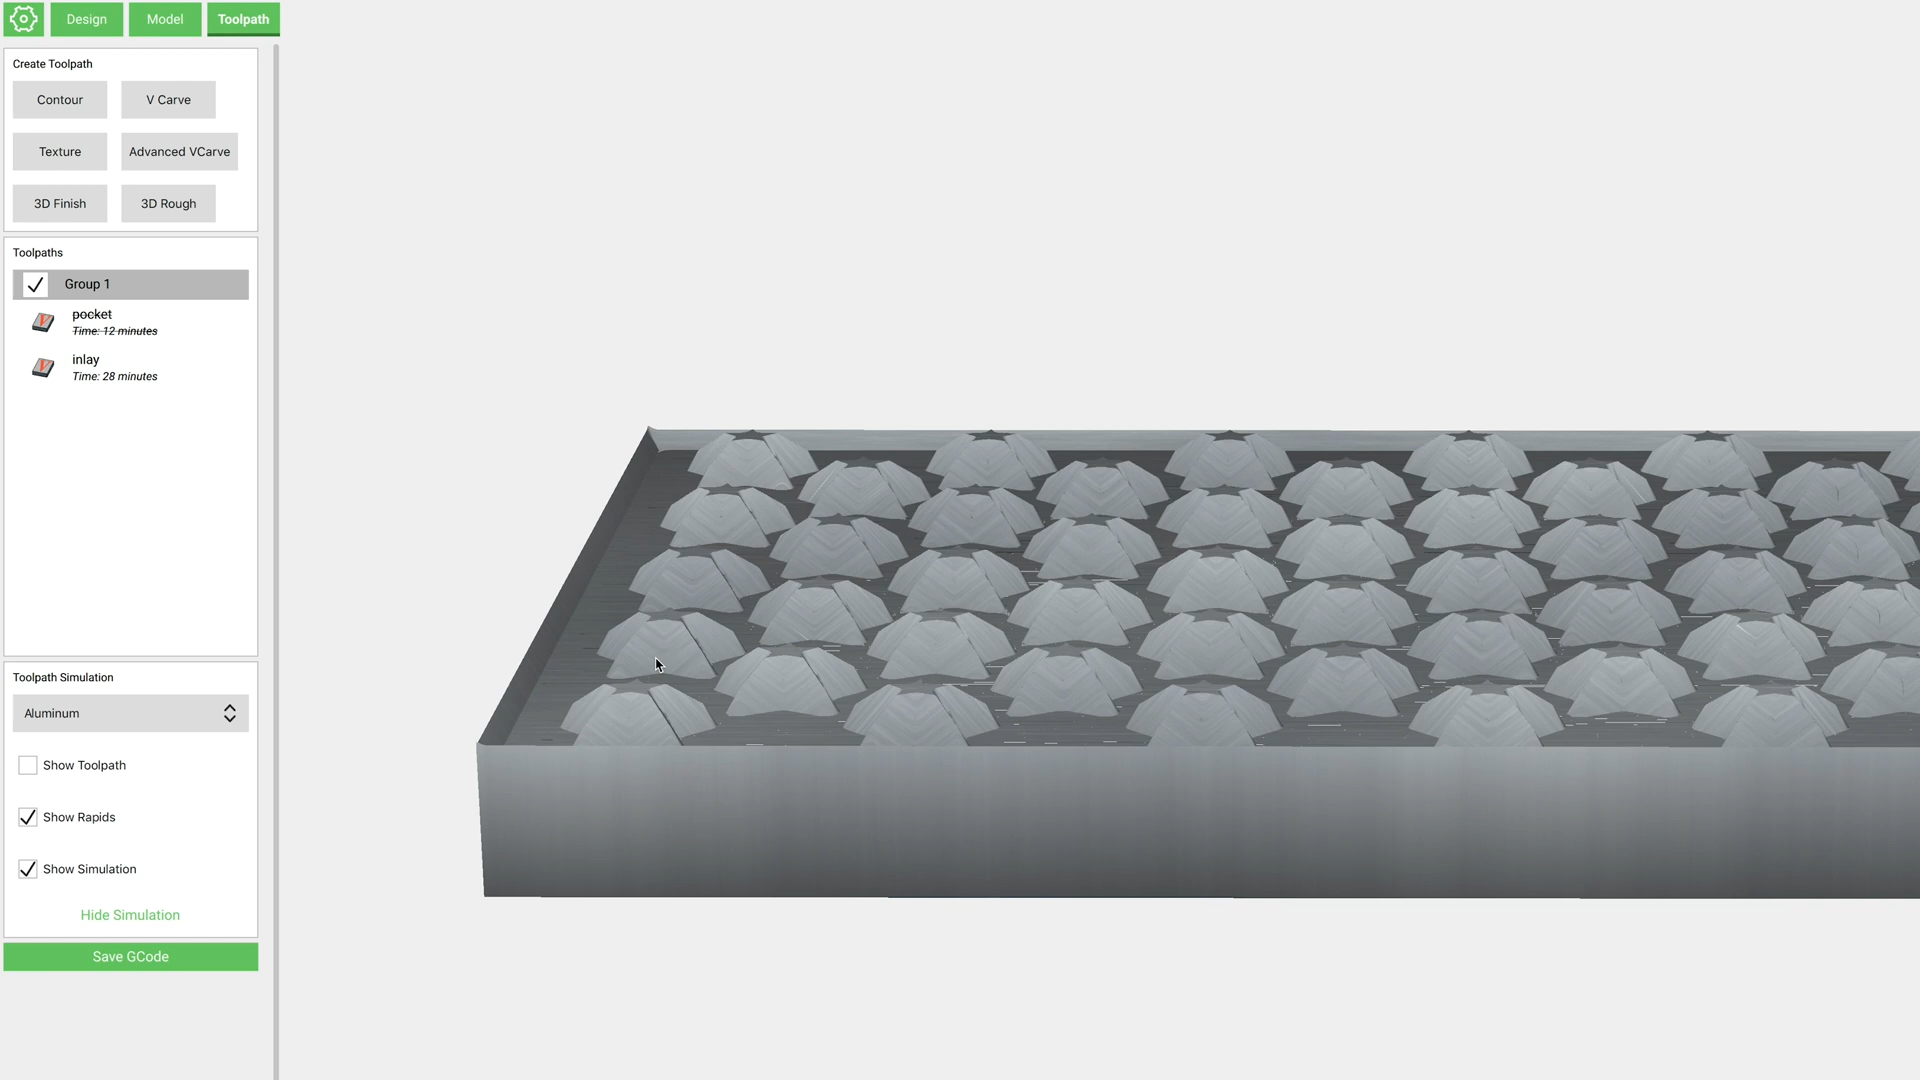 Design
Model
Toolpath
Create Toolpath
Contour
V Carve
Texture
Advanced VCarve
3D Finish
3D Rough
Toolpaths
Group 1
pocket
Time: 12 minutes
inlay
Time: 28 minutes
Toolpath Simulation
Aluminum
Show Toolpath
Show Rapids
Show Simulation
Hide Simulation
Save GCode